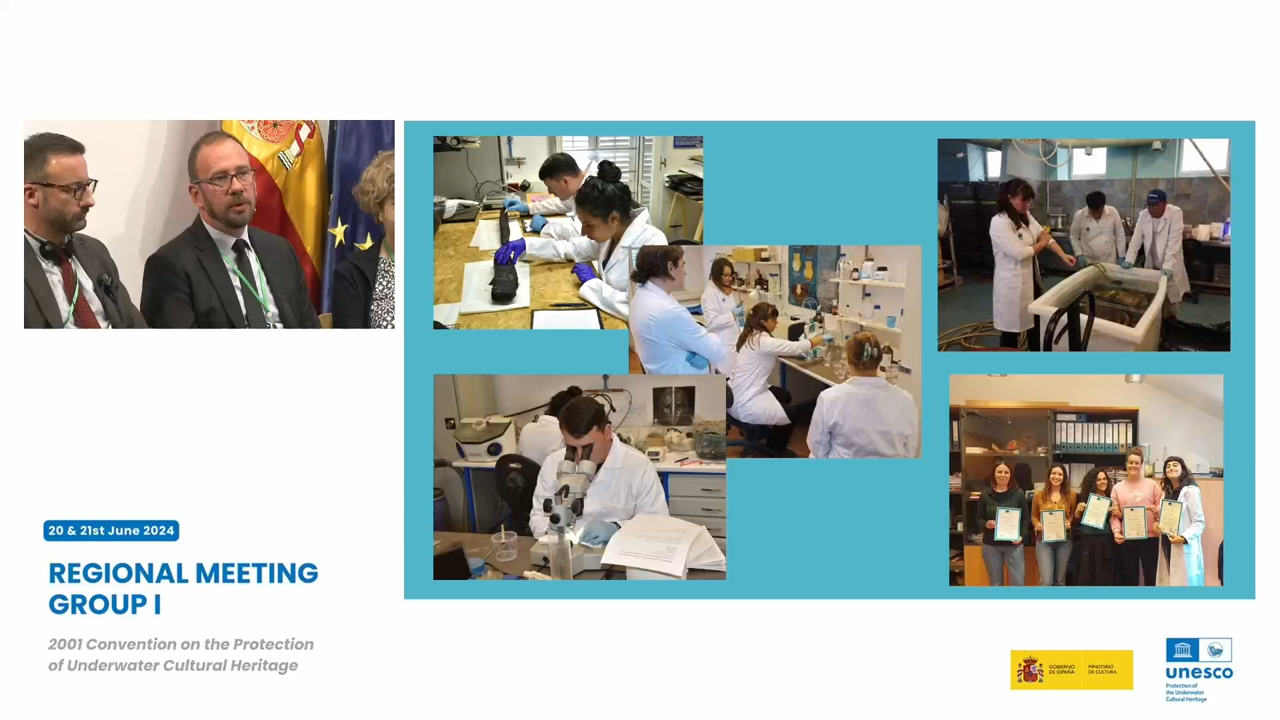 20 & 21st June 2024
REGIONAL MEETING
GROUP I
2001 Convention on the Protection
of Underwater Cultural Heritage
GOBIERNO
DE ESPAÑA
MINISTERIO
DE CULTURA
unesco
Protection of
the Underwater
Cultural Heritage